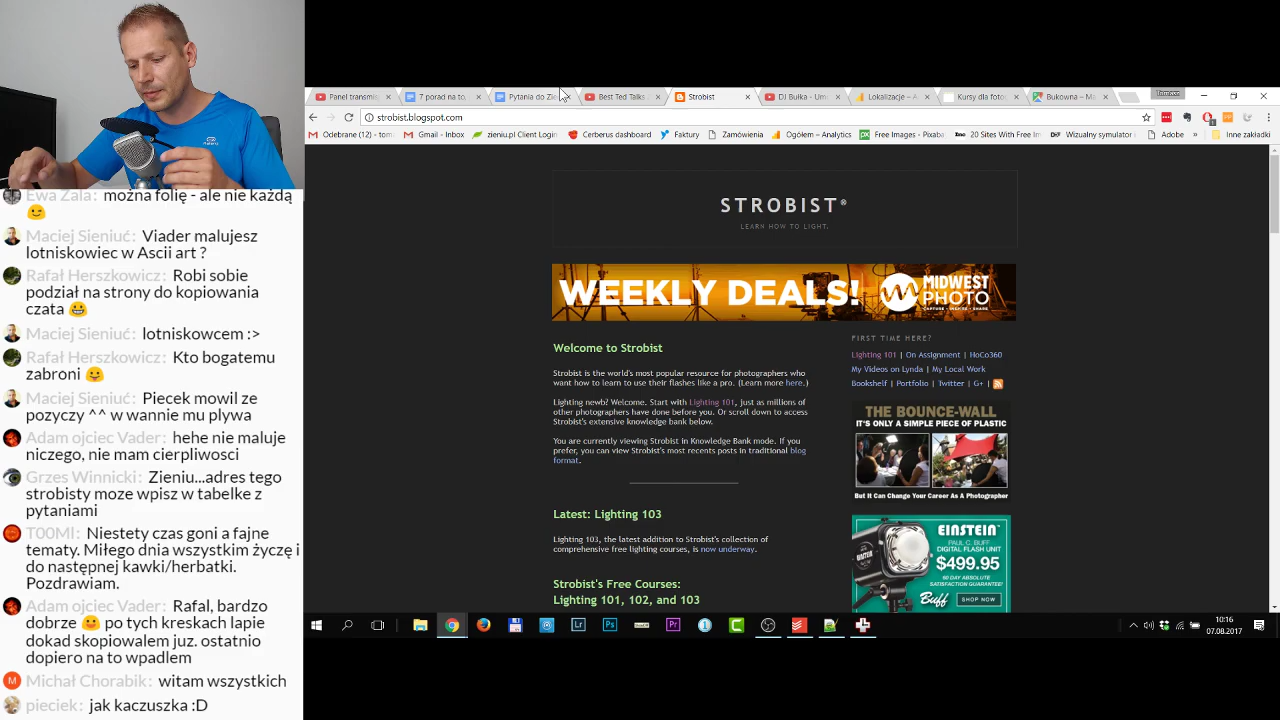 Ewa Zala: można folię - ale nie każdą
Maciej Sieniuć: Viader malujesz
lotniskowiec w Ascii art ?
Rafał Herszkowicz: Robi sobie
podział na strony do kopiowania
czata
Maciej Sieniuć: lotniskowcem :>
Rafał Herszkowicz: Kto bogatemu
zabroni
Maciej Sieniuć: Piecek mowil ze
pozyczy ^^ w wannie mu plywa
Adam ojciec Vader: hehe nie maluje
niczego, nie mam cierpliwosci
Grzes Winnicki: Zieniu...adres tego
strobisty moze wpisz w tabelke z
pytaniami
T00Ml: Niestety czas goni a fajne
tematy. Miłego dnia wszystkim życzę i
do następnej kawki/herbatki.
Pozdrawiam.
Adam ojciec Vader: Rafal, bardzo
dobrze po tych kreskach lapie
dokad skopiowalem juz. ostatnio
dopiero na to wpadlem
Michał Chorabik: witam wszystkich
pieciek: jak kaczuszka :D
Panel transmis
7 porad na to
Pytania do Zie
Best Ted Talks
Strobist
DJ Bułka - Um
Lokalizacje – A
Kursy dla fotog
Bukowna – Ma
strobist.blogspot.com
Odebrane (12) - tom
Gmail - Inbox
zieniu.pl Client Login
Cerberus dashboard
Faktury
Zamówienia
Ogółem – Analytics
Free Images - Pixaba
20 Sites With Free Im
Wizualny symulator
Adobe
»
Inne zakładki
STROBIST®
LEARN HOW TO LIGHT.
WEEKLY DEALS!
MIDWEST
PHOTO
CAPTURE • INSPIRE • SHARE
Welcome to Strobist
Strobist is the world's most popular resource for photographers who
want how to learn to use their flashes like a pro. (Learn more here.)
Lighting newb? Welcome. Start with Lighting 101, just as millions of
other photographers have done before you. Or scroll down to access
Strobist's extensive knowledge bank below.
You are currently viewing Strobist in Knowledge Bank mode. If you
prefer, you can view Strobist's most recent posts in traditional blog
format.
Latest: Lighting 103
Lighting 103, the latest addition to Strobist's collection of
comprehensive free lighting courses, is now underway.
Strobist's Free Courses:
Lighting 101, 102, and 103
FIRST TIME HERE?
Lighting 101 | On Assignment | HoCo360
My Videos on Lynda | My Local Work
Bookshelf | Portfolio | Twitter | G+ |
THE BOUNCE-WALL
IT'S ONLY A SIMPLE PIECE OF PLASTIC
But It Can Change Your Career As A Photographer
EINSTEIN™
PAUL C. BUFF
DIGITAL FLASH UNIT
$499.95
60 DAY ABSOLUTE
SATISFACTION GUARANTEE!
Buff
SHOP NOW
10:16
07.08.2017